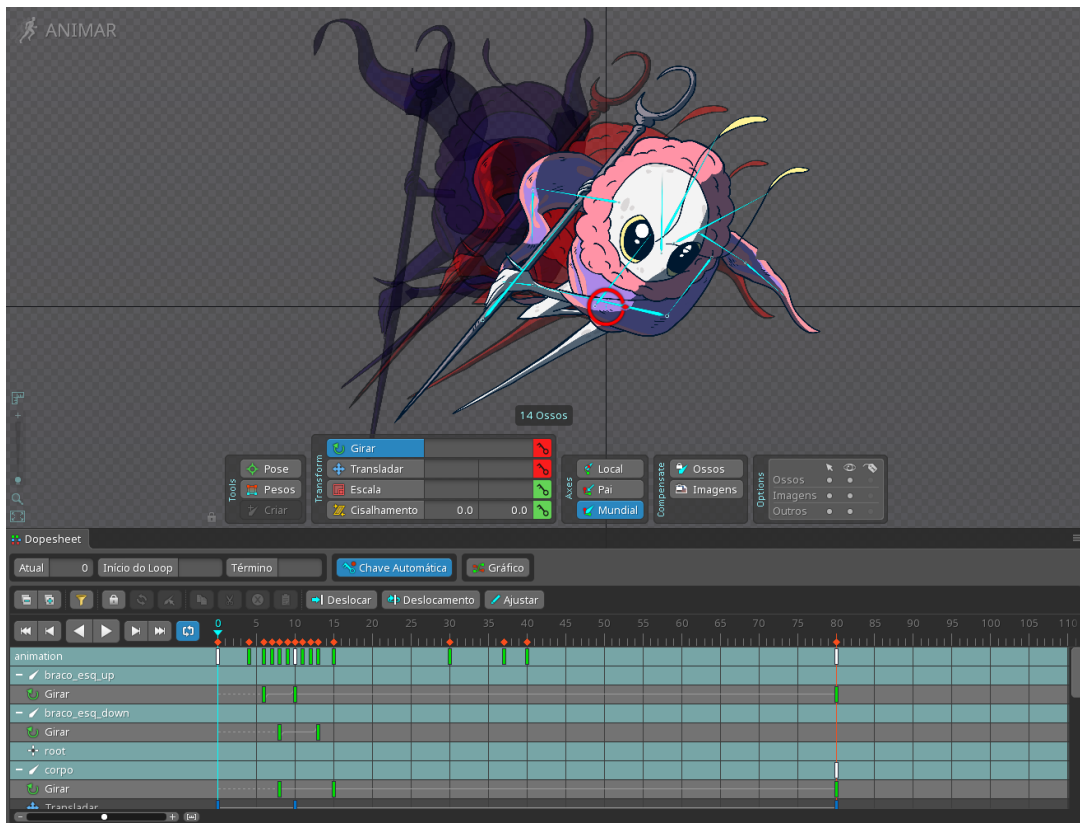 ANIMAR
14 Ossos
Tools
Pose
Pesos
Criar
Transform
Girar
Transladar
Escala
Cisalhamento 0.0 0.0
Axes
Local
Pai
Mundial
Compensate
Ossos
Imagens
Options
Ossos
Imagens
Outros
Dopesheet
Atual 0 Início do Loop Término Chave Automática Gráfico
Deslocar Deslocamento Ajustar
0 5 10 15 20 25 30 35 40 45 50 55 60 65 70 75 80 85 90 95 100 105 110
animation
braco_esq_up
Girar
braco_esq_down
Girar
root
corpo
Girar
Transladar